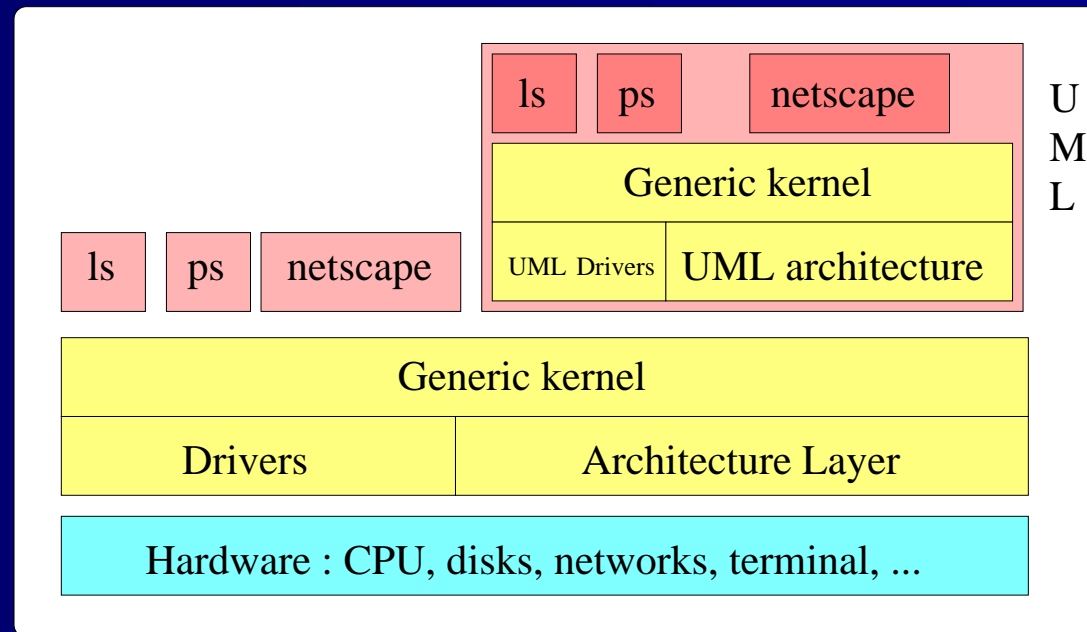 ls ps netscape
U
M
L
Generic kernel
UML Drivers UML architecture
ls ps netscape
Generic kernel
Drivers Architecture Layer
Hardware : CPU, disks, networks, terminal, ...